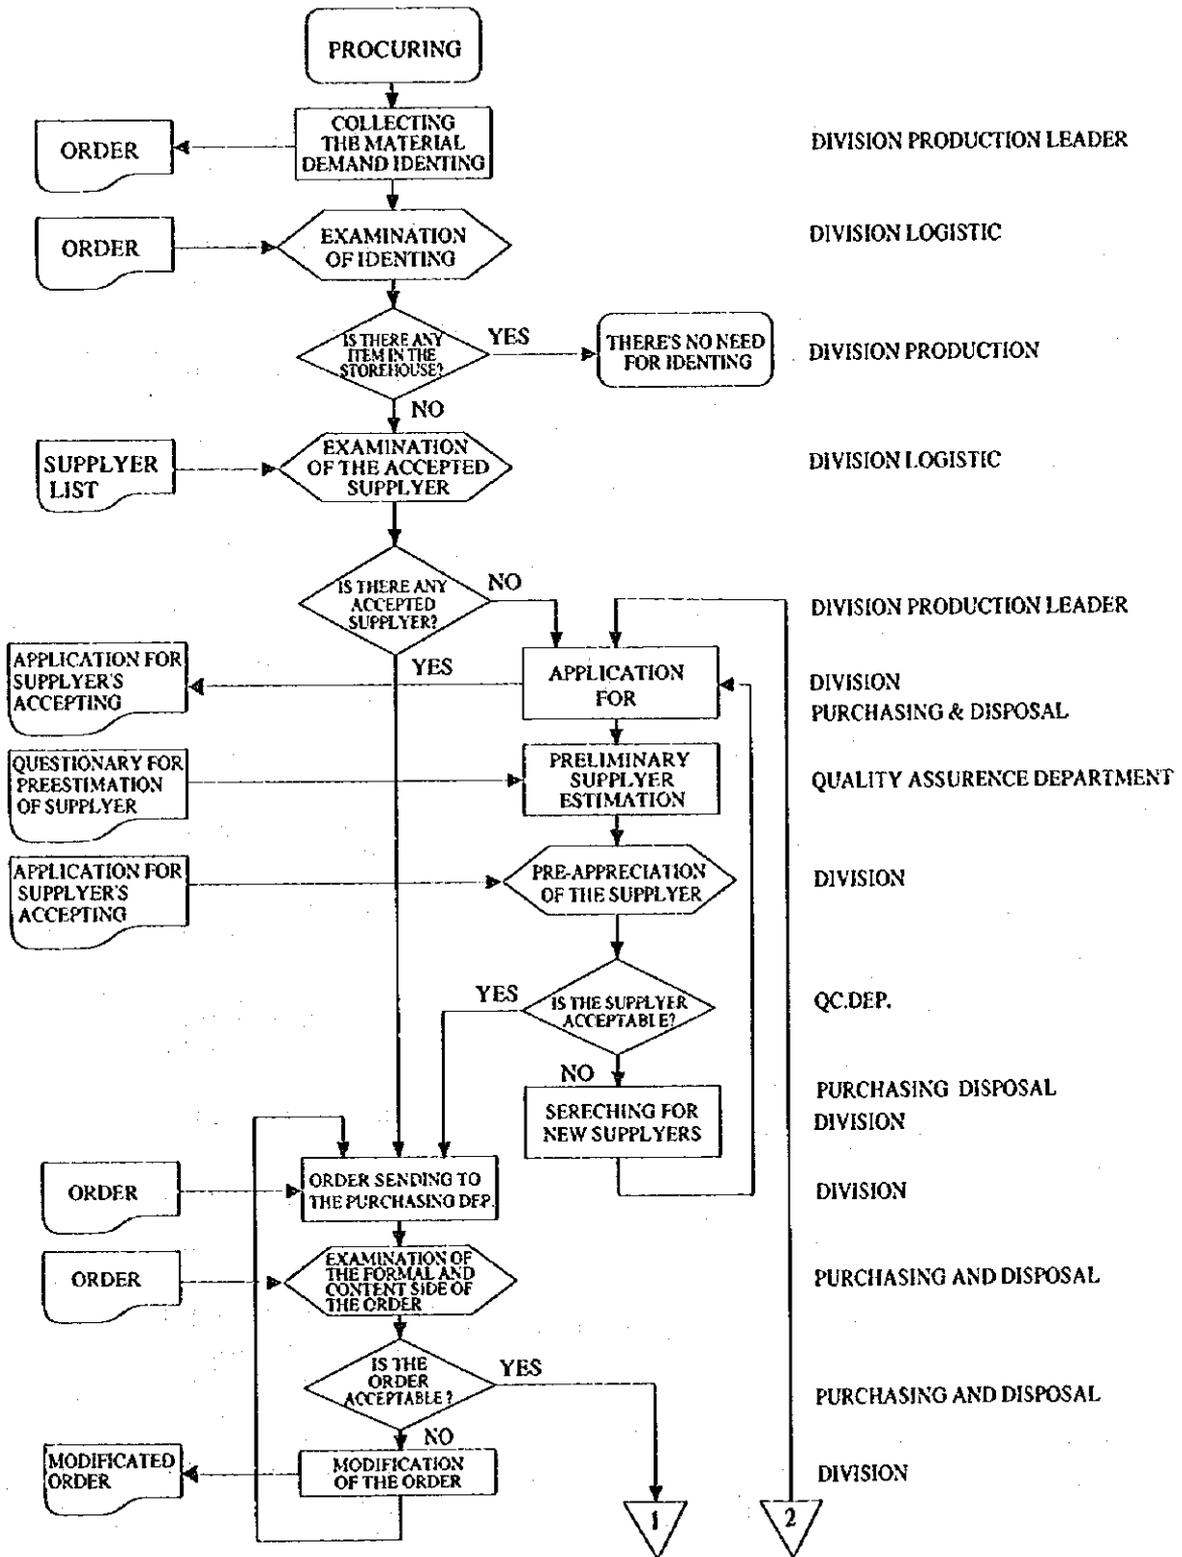 PROCURING
COLLECTING
THE MATERIAL
DEMAND IDENTING
ORDER
DIVISION PRODUCTION LEADER
ORDER
EXAMINATION
OF IDENTING
DIVISION LOGISTIC
IS THERE ANY
ITEM IN THE
STOREHOUSE?
YES
THERE'S NO NEED
FOR IDENTING
DIVISION PRODUCTION
NO
SUPPLYER
LIST
EXAMINATION
OF THE ACCEPTED
SUPPLYER
DIVISION LOGISTIC
IS THERE ANY
ACCEPTED
SUPPLYER?
NO
DIVISION PRODUCTION LEADER
APPLICATION FOR
SUPPLYER'S
ACCEPTING
YES
APPLICATION
FOR
DIVISION
PURCHASING & DISPOSAL
QUESTIONARY FOR
PREESTIMATION
OF SUPPLYER
PRELIMINARY
SUPPLYER
ESTIMATION
QUALITY ASSURENCE DEPARTMENT
APPLICATION FOR
SUPPLYER'S
ACCEPTING
PRE-APPRECIATION
OF THE SUPPLYER
DIVISION
YES
IS THE SUPPLYER
ACCEPTABLE?
QC.DEP.
NO
SERECHING FOR
NEW SUPPLYERS
PURCHASING DISPOSAL
DIVISION
ORDER
ORDER SENDING TO
THE PURCHASING DEP.
DIVISION
ORDER
EXAMINATION OF
THE FORMAL AND
CONTENT SIDE OF
THE ORDER
PURCHASING AND DISPOSAL
IS THE
ORDER
ACCEPTABLE?
YES
PURCHASING AND DISPOSAL
NO
MODIFICATED
ORDER
MODIFICATION
OF THE ORDER
DIVISION
1
2